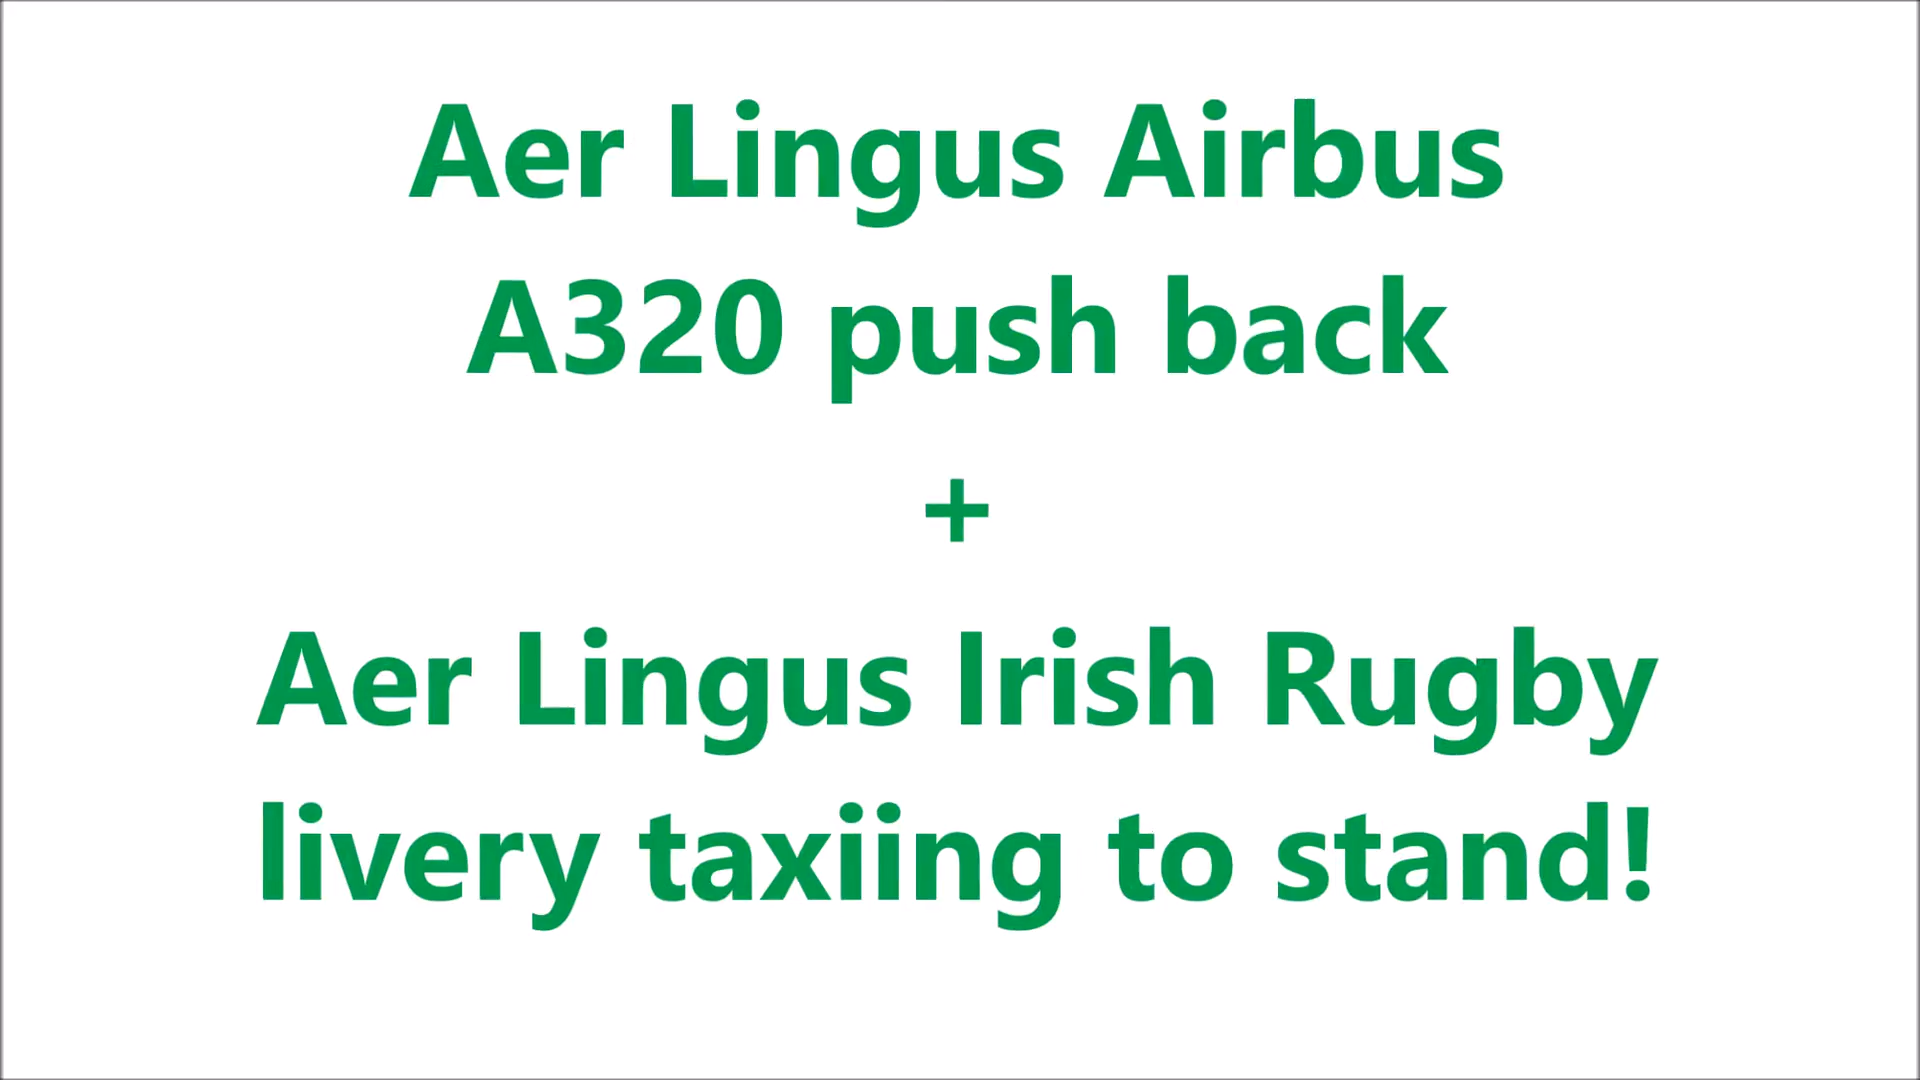 Aer Lingus Airbus
A320 push back
+
Aer Lingus Irish Rugby
livery taxiing to stand!